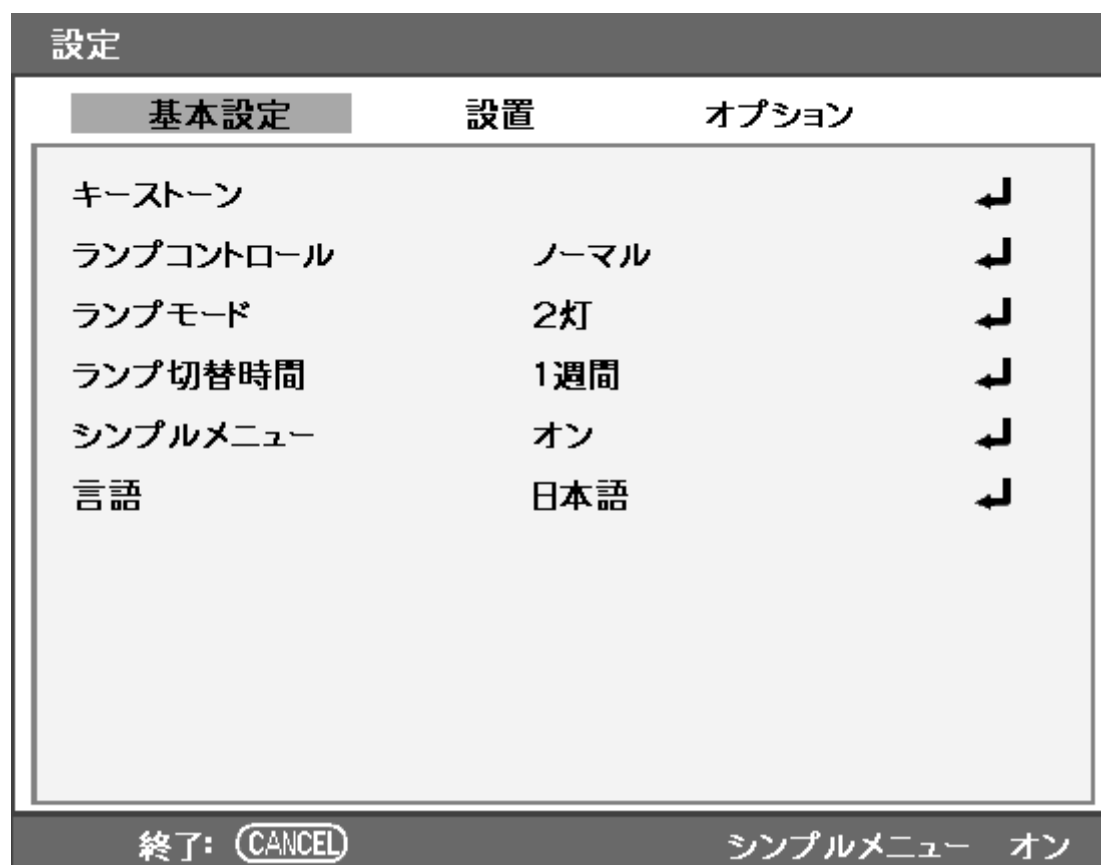 設定
基本設定 設置 オプション
キーストーン
ランプコントロール ノーマル
ランプモード 2灯
ランプ切替時間 1週間
シンプルメニュー オン
言語 日本語
終了: CANCEL シンプルメニュー オン